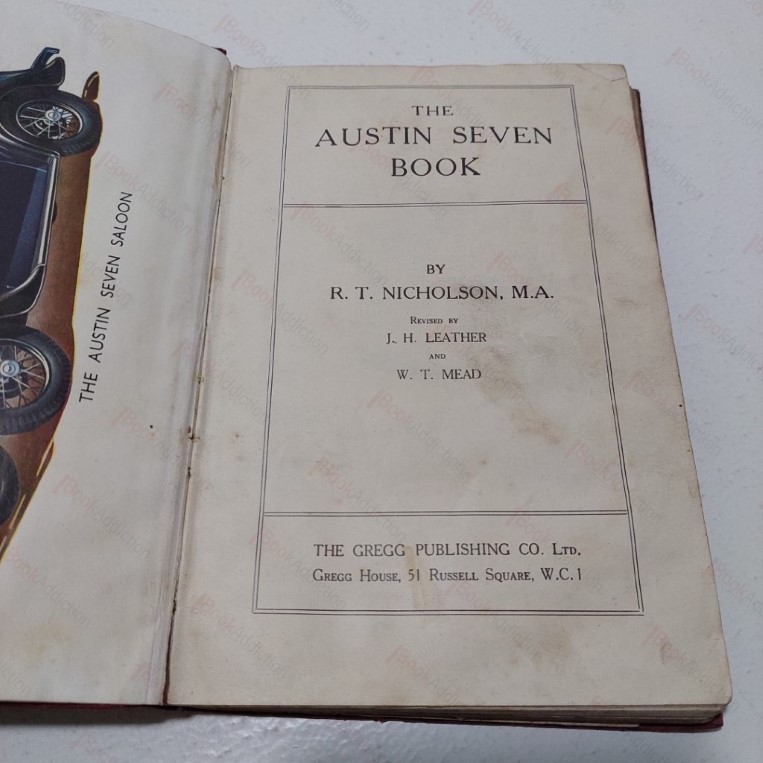 THE AUSTIN SEVEN SALOON
THE
AUSTIN SEVEN
BOOK
BY
R. T. NICHOLSON, M.A.
REVISED BY
J. H. LEATHER
AND
W. T. MEAD
THE GREGG PUBLISHING CO. LTD.
GREGG HOUSE, 51 RUSSELL SQUARE, W.C.1
BookAddiction